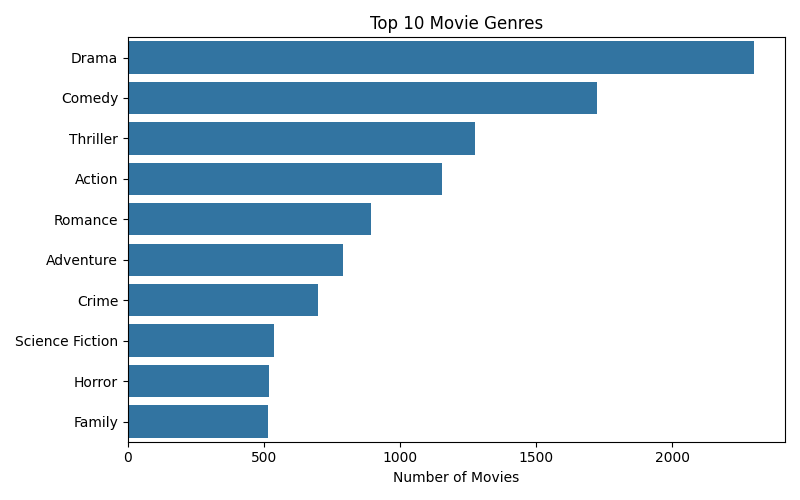 Top 10 Movie Genres
Drama
Comedy
Thriller
Action
Romance
Adventure
Crime
Science Fiction
Horror
Family
0 500 1000 1500 2000
Number of Movies